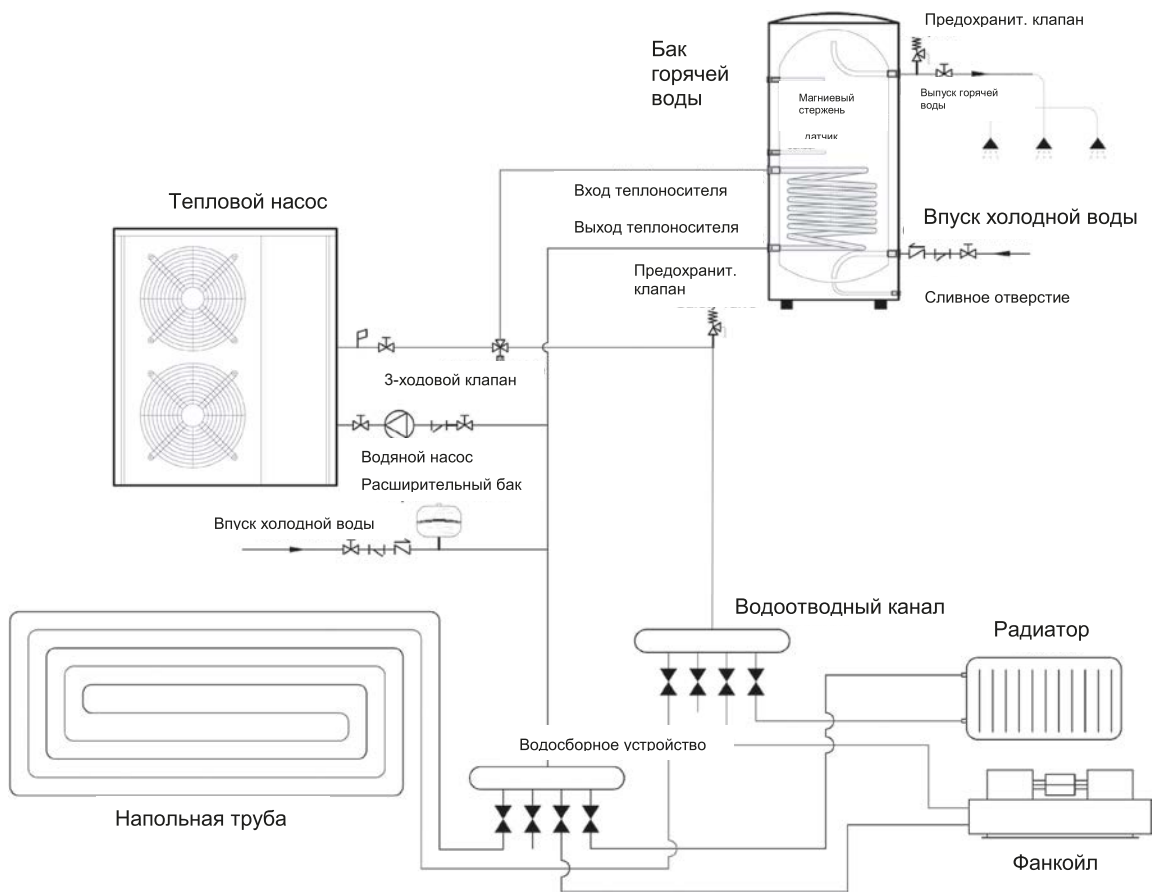 Предохранит. клапан
Бак
горячей
воды
Магниевый
стержень
Выпуск горячей
воды
датчик
Вход теплоносителя
Тепловой насос
Впуск холодной воды
Выход теплоносителя
Предохранит.
клапан
Сливное отверстие
3-ходовой клапан
Водяной насос
Расширительный бак
Впуск холодной воды
Водоотводный канал
Радиатор
Водосборное устройство
Напольная труба
Фанкойл